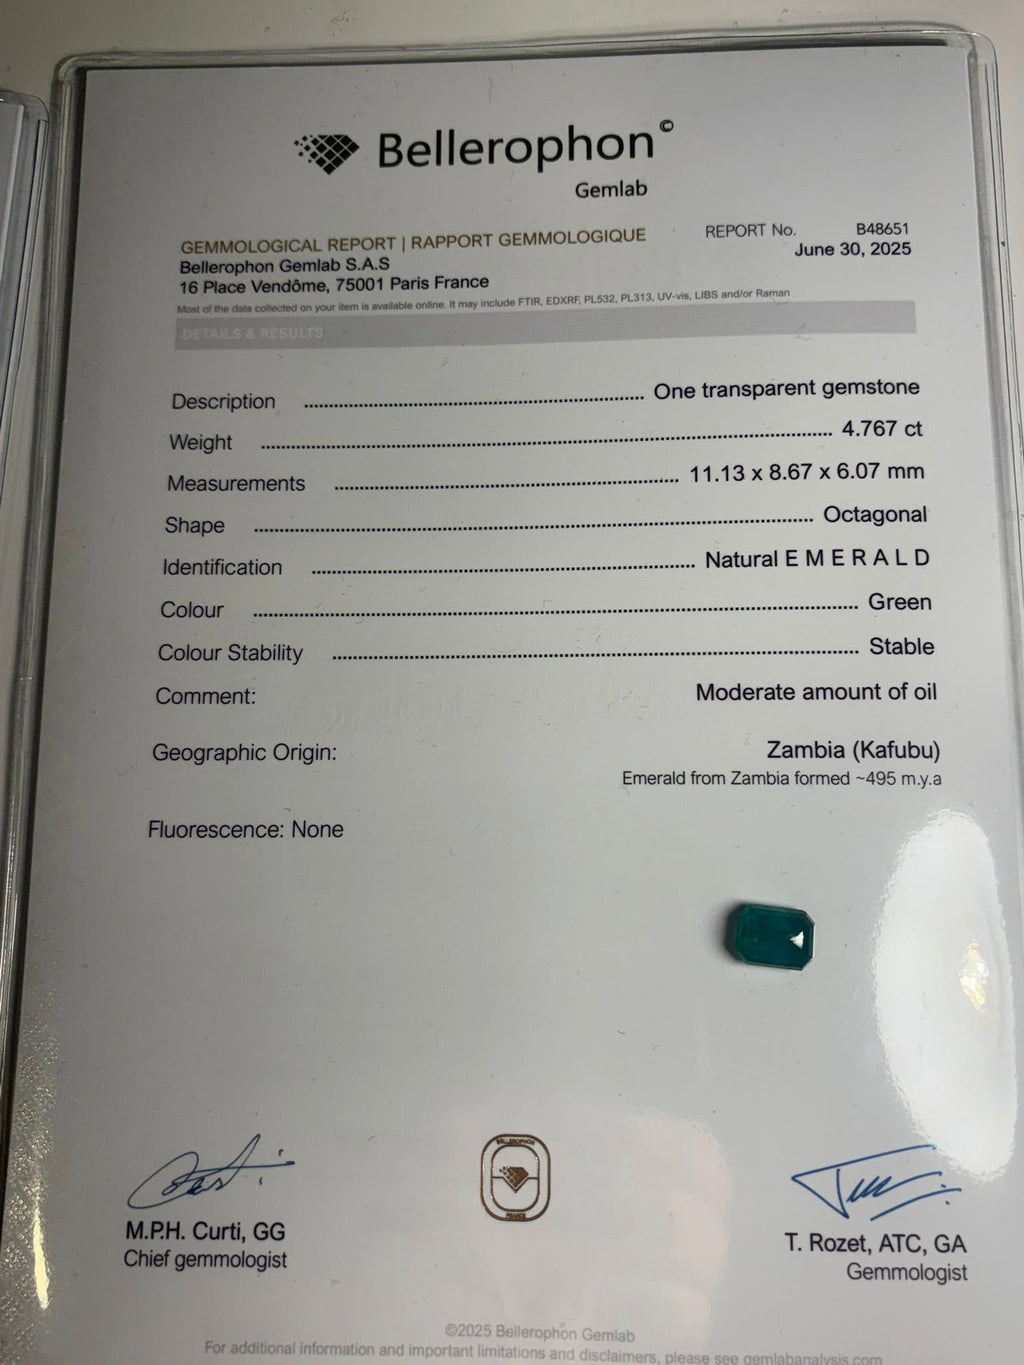 Bellerophon©
Gemlab
GEMMOLOGICAL REPORT | RAPPORT GEMMOLOGIQUE
REPORT No. B48651
Bellerophon Gemlab S.A.S
June 30, 2025
16 Place Vendôme, 75001 Paris France
Most of the data collected on your item is available online. It may include FTIR, EDXRF, PL532, PL313, UV-vis, LIBS and/or Raman
DETAILS & RESULTS
Description One transparent gemstone
Weight 4.767 ct
Measurements 11.13 x 8.67 x 6.07 mm
Shape Octagonal
Identification Natural E M E R A L D
Colour Green
Colour Stability Stable
Comment: Moderate amount of oil
Geographic Origin: Zambia (Kafubu)
Emerald from Zambia formed ~495 m.y.a
Fluorescence: None
BELLEROPHON
FRANCE
M.P.H. Curti, GG
Chief gemmologist
T. Rozet, ATC, GA
Gemmologist
©2025 Bellerophon Gemlab
For additional information and important limitations and disclaimers, please see gemlabanalysis.com